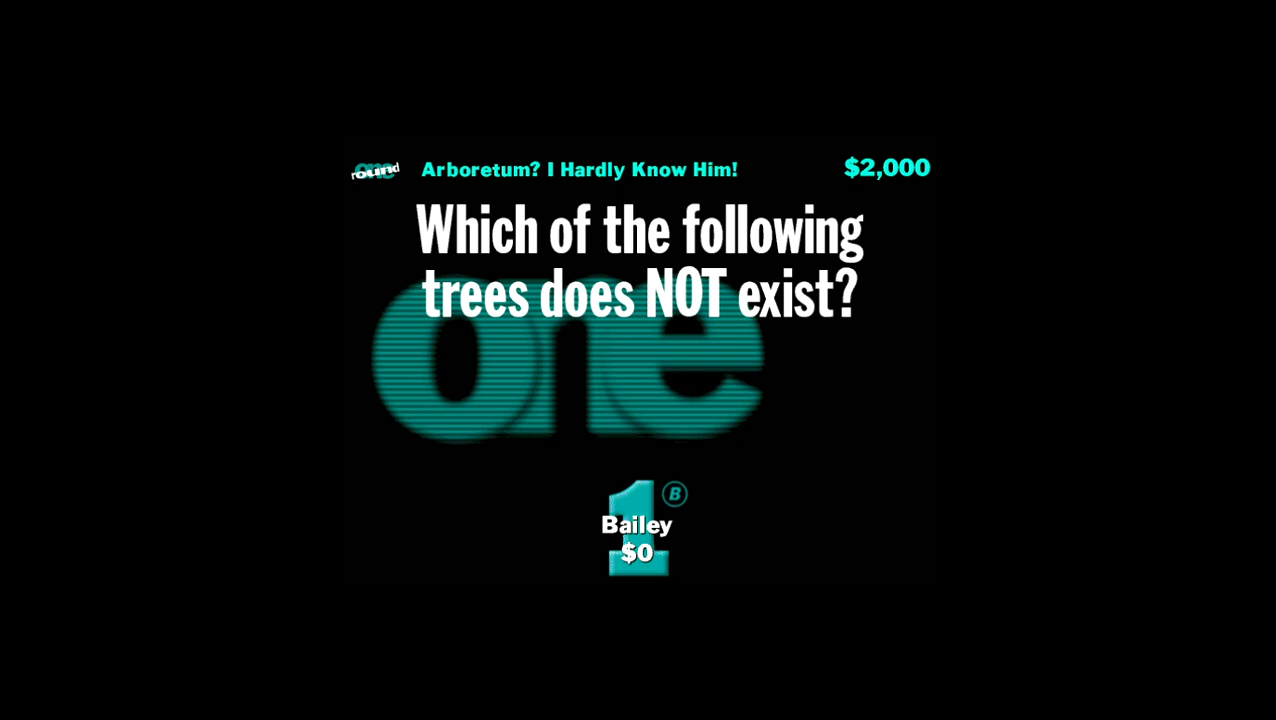 round one
Arboretum? I Hardly Know Him!
$2,000
Which of the following
trees does NOT exist?
one
1
B
Bailey
$0